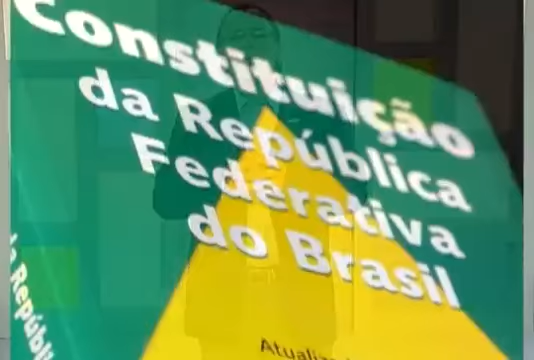 Constituição
da República
Federativa
do Brasil